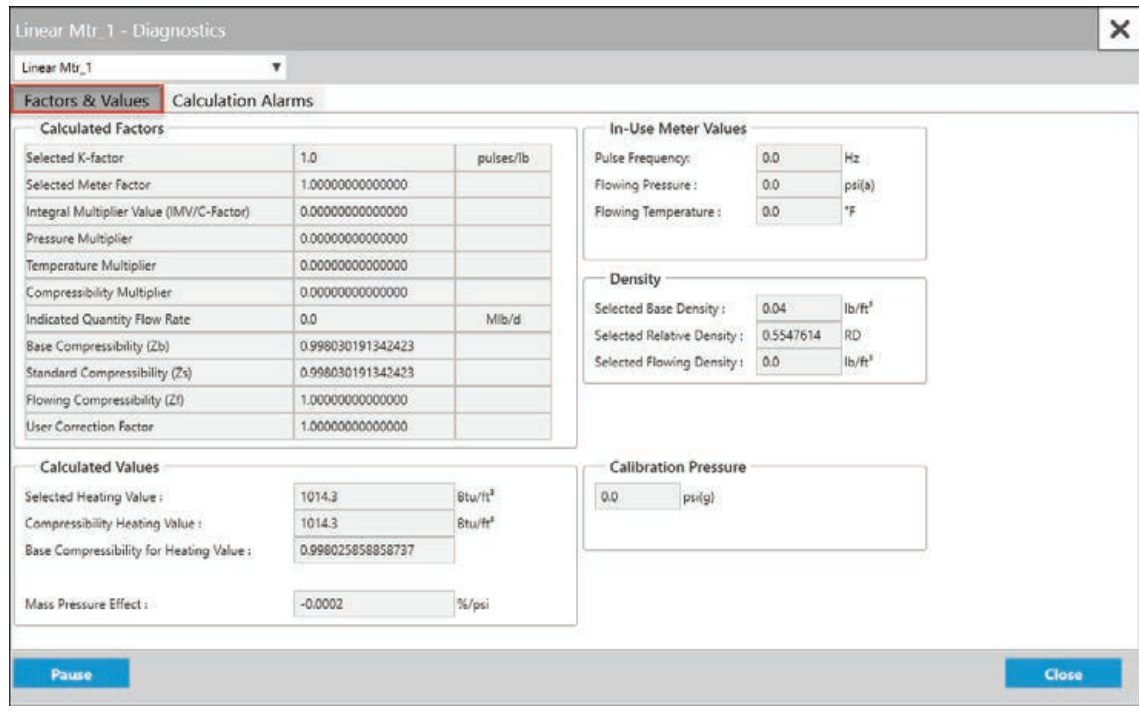 Linear Mtr_1 - Diagnostics
Linear Mtr_1
Factors & Values Calculation Alarms
Calculated Factors
Selected K-factor 1.0 pulses/lb
Selected Meter Factor 1.00000000000000
Integral Multiplier Value (IMV/C-Factor) 0.00000000000000
Pressure Multiplier 0.00000000000000
Temperature Multiplier 0.00000000000000
Compressibility Multiplier 0.00000000000000
Indicated Quantity Flow Rate 0.0 Mlb/d
Base Compressibility (Zb) 0.998030191342423
Standard Compressibility (Zs) 0.998030191342423
Flowing Compressibility (Zf) 1.00000000000000
User Correction Factor 1.00000000000000
In-Use Meter Values
Pulse Frequency: 0.0 Hz
Flowing Pressure : 0.0 psi(a)
Flowing Temperature : 0.0 °F
Density
Selected Base Density : 0.04 lb/ft³
Selected Relative Density : 0.5547614 RD
Selected Flowing Density : 0.0 lb/ft³
Calculated Values
Selected Heating Value : 1014.3 Btu/ft³
Compressibility Heating Value : 1014.3 Btu/ft³
Base Compressibility for Heating Value : 0.998025858858737
Mass Pressure Effect : -0.0002 %/psi
Calibration Pressure
0.0 psi(g)
Pause Close